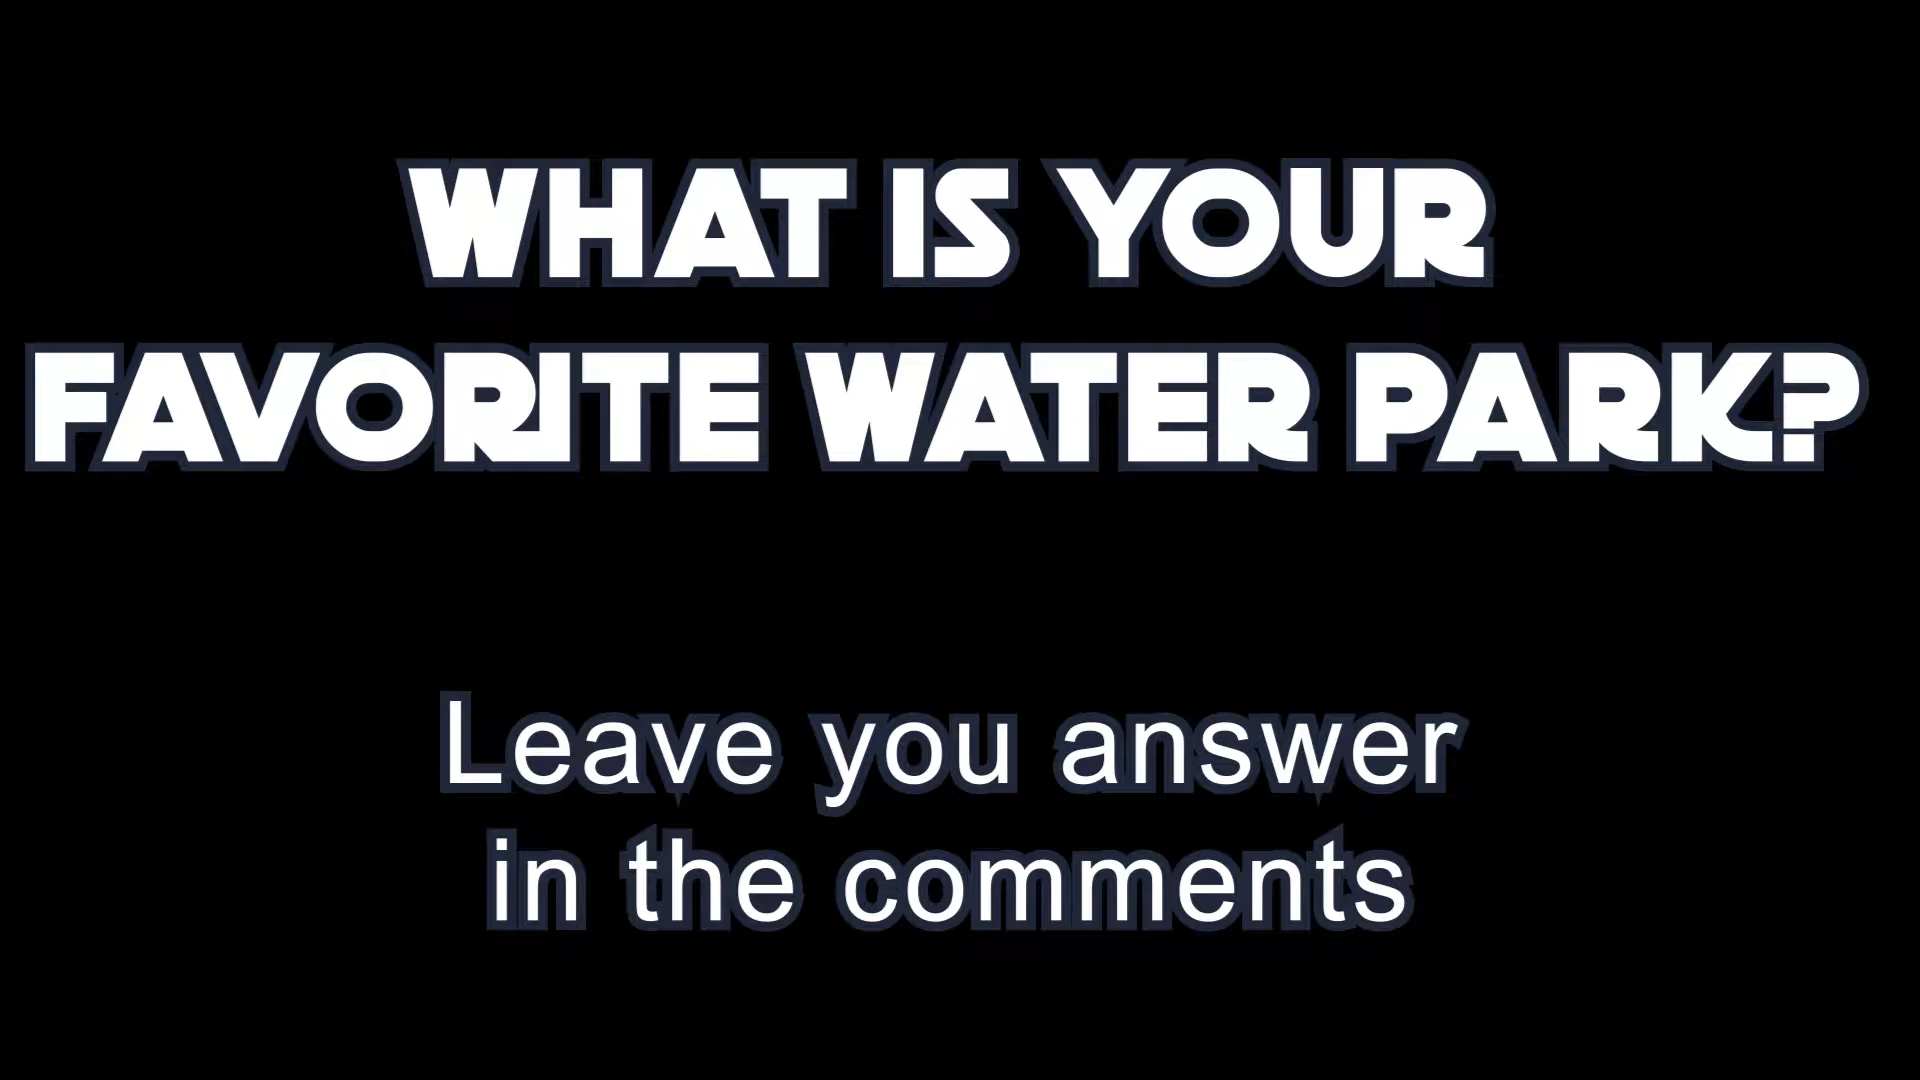 WHAT IS YOUR
FAVORITE WATER PARK?
Leave you answer
in the comments